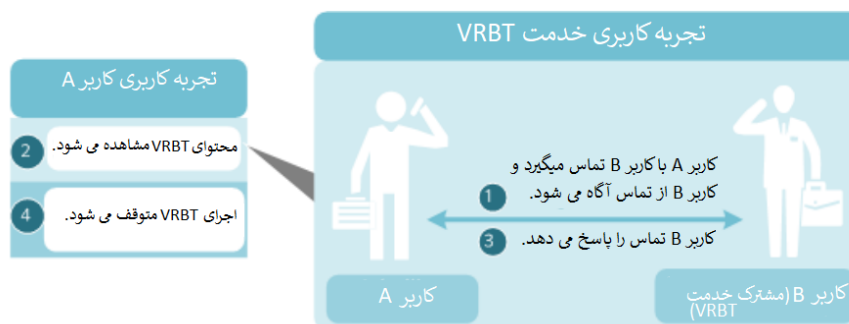 تجربه کاربری خدمت VRBT
تجربه کاربری کاربر A
2 محتوای VRBT مشاهده می شود.
4 اجرای VRBT متوقف می شود.
کاربر A با کاربر B تماس میگیرد و
1 کاربر B از تماس آگاه می شود.
3 کاربر B تماس را پاسخ می دهد.
کاربر A
کاربر B (مشترک خدمت
VRBT)